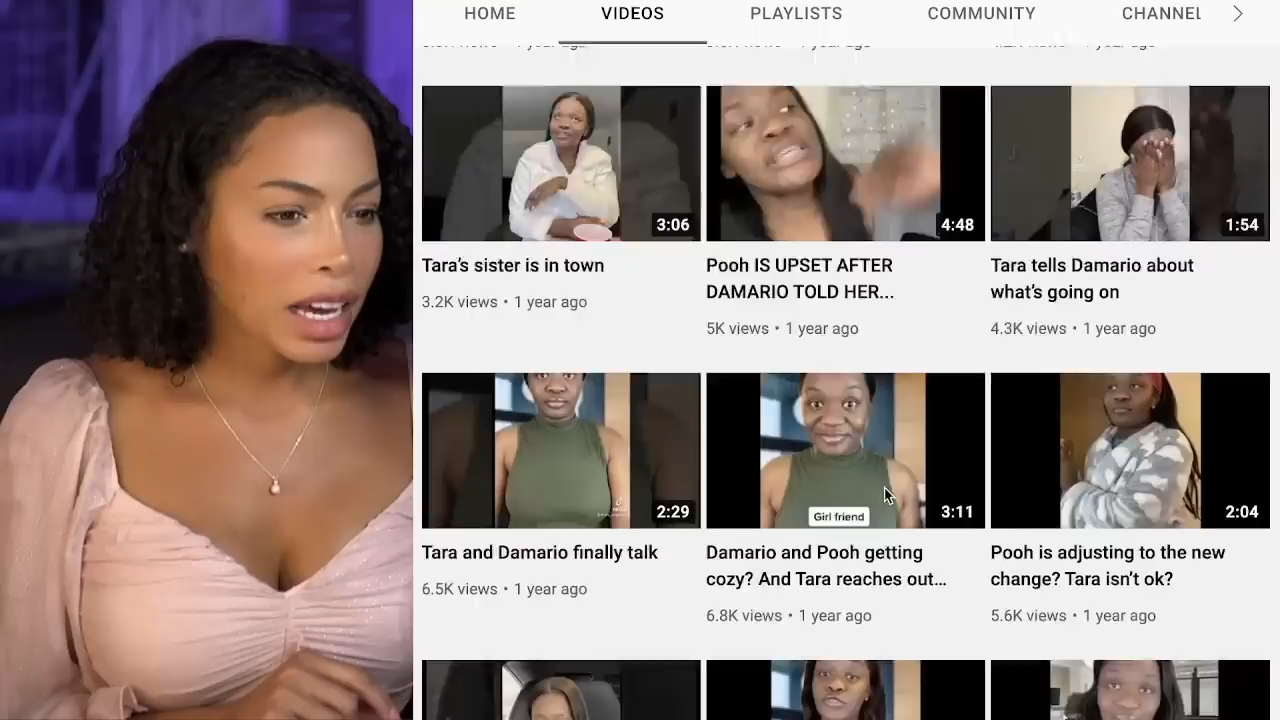 HOME VIDEOS PLAYLISTS COMMUNITY CHANNEL
3:06 4:48 1:54
Tara’s sister is in town
3.2K views • 1 year ago
Pooh IS UPSET AFTER
DAMARIO TOLD HER...
5K views • 1 year ago
Tara tells Damario about
what’s going on
4.3K views • 1 year ago
Girl friend
2:29 3:11 2:04
Tara and Damario finally talk
6.5K views • 1 year ago
Damario and Pooh getting
cozy? And Tara reaches out...
6.8K views • 1 year ago
Pooh is adjusting to the new
change? Tara isn’t ok?
5.6K views • 1 year ago